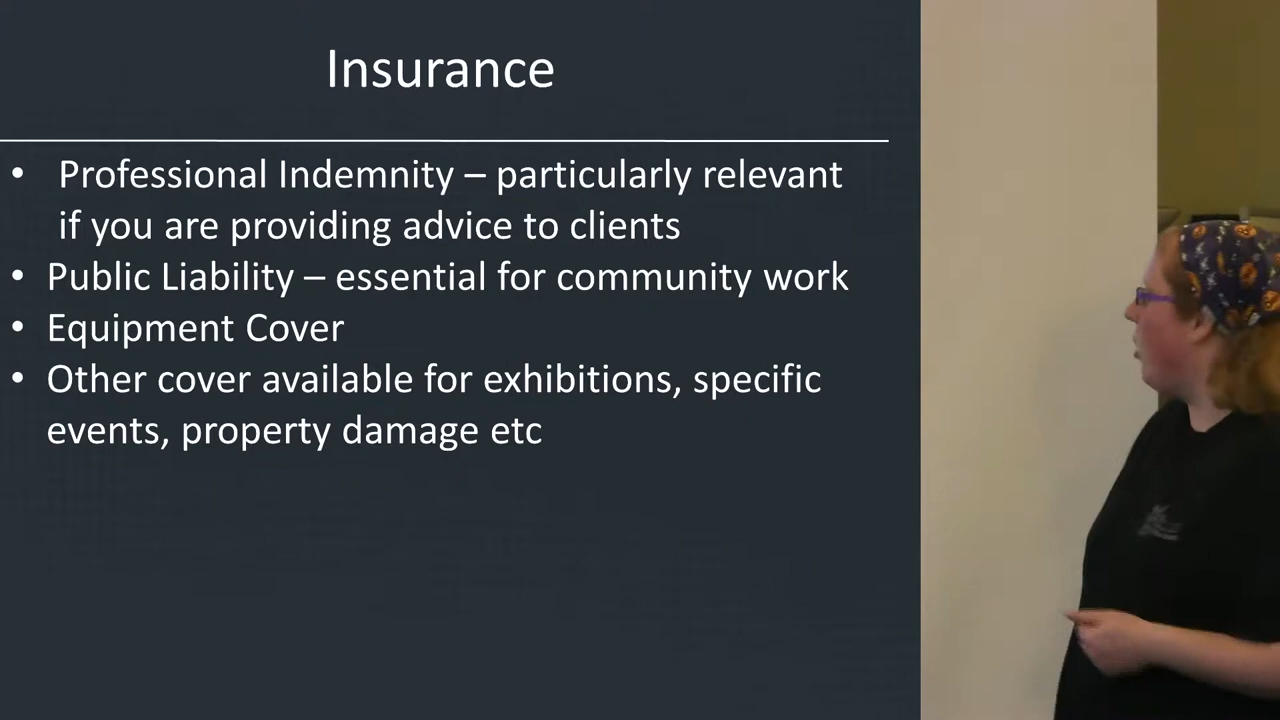 Insurance
• Professional Indemnity – particularly relevant
if you are providing advice to clients
• Public Liability – essential for community work
• Equipment Cover
• Other cover available for exhibitions, specific
events, property damage etc